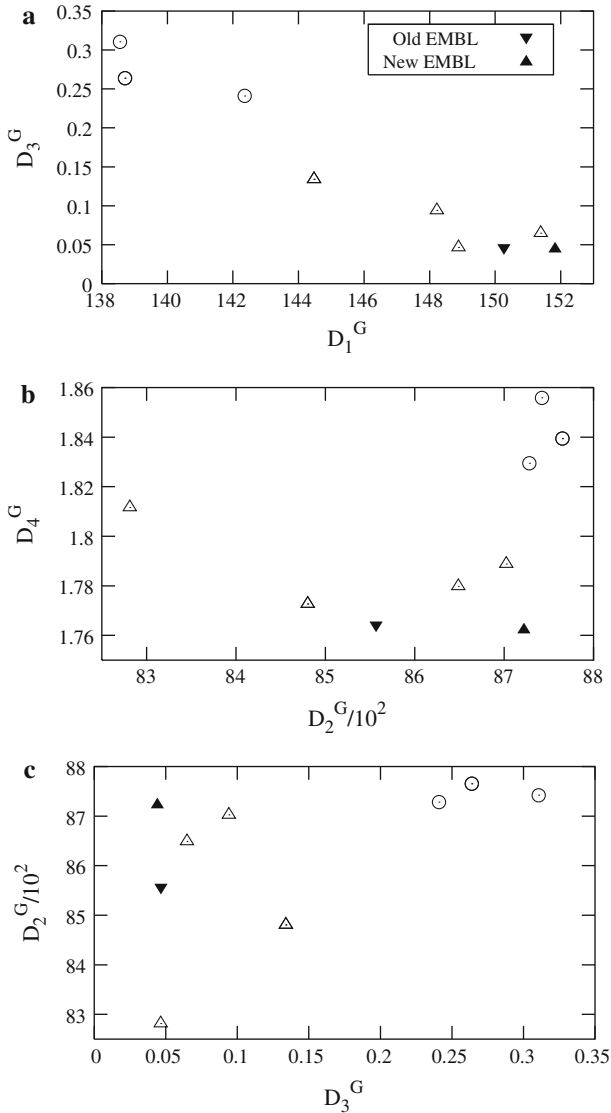 a
0.35
0.3
0.25
0.2
0.15
0.1
0.05
0
D₃ᴳ
Old EMBL ▼
New EMBL ▲
138 140 142 144 146 148 150 152
D₁ᴳ
b
1.86
1.84
1.82
1.8
1.78
1.76
D₄ᴳ
83 84 85 86 87 88
D₂ᴳ/10²
c
88
87
86
85
84
83
D₂ᴳ/10²
0 0.05 0.1 0.15 0.2 0.25 0.3 0.35
D₃ᴳ